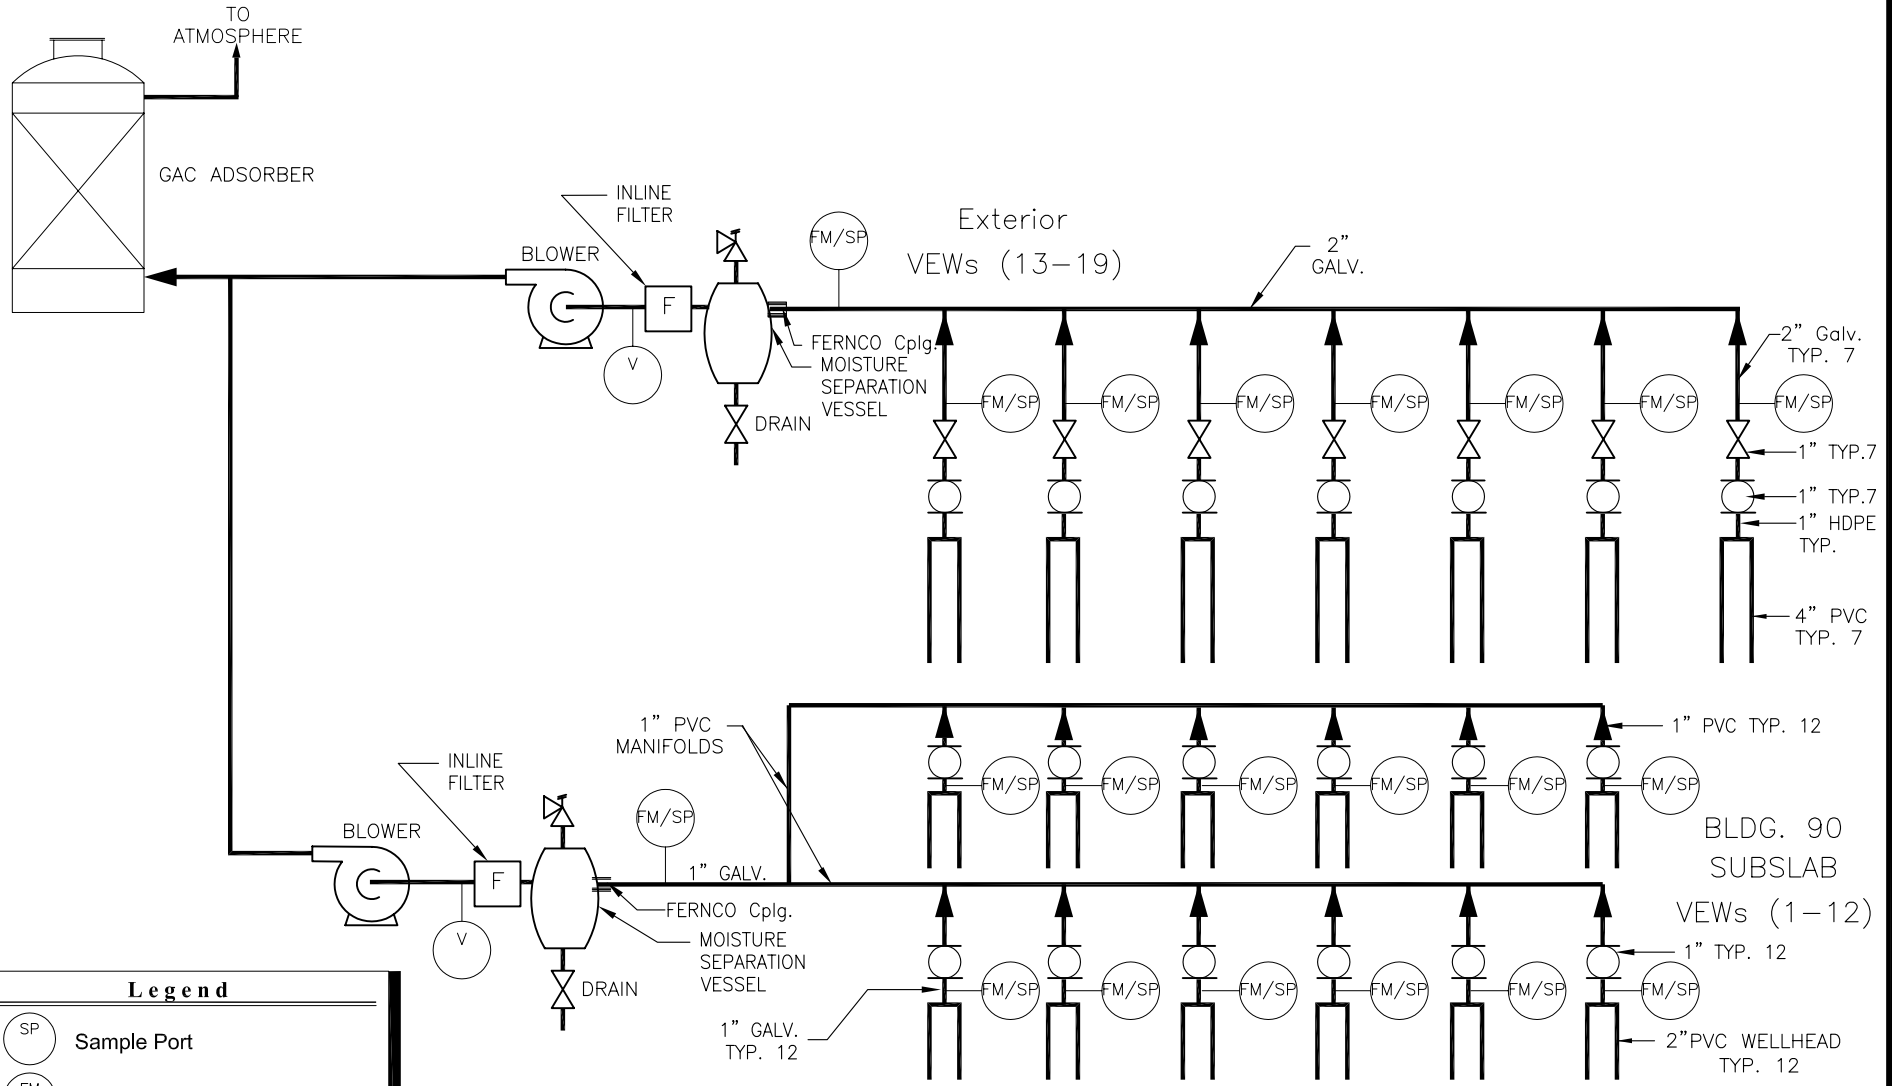 TO
ATMOSPHERE
GAC ADSORBER
INLINE
FILTER
BLOWER
F
V
FM/SP
Exterior
VEWs (13-19)
2”
GALV.
FERNCO Cplg.
MOISTURE
SEPARATION
VESSEL
DRAIN
2” Galv.
TYP. 7
FM/SP
FM/SP
FM/SP
FM/SP
FM/SP
FM/SP
FM/SP
1” TYP.7
1” TYP.7
1” HDPE
TYP.
4” PVC
TYP. 7
1” PVC
MANIFOLDS
1” PVC TYP. 12
FM/SP
FM/SP
FM/SP
FM/SP
FM/SP
FM/SP
BLDG. 90
SUBSLAB
VEWs (1-12)
INLINE
FILTER
BLOWER
F
V
FM/SP
1” GALV.
FERNCO Cplg.
MOISTURE
SEPARATION
VESSEL
DRAIN
1” TYP. 12
FM/SP
FM/SP
FM/SP
FM/SP
FM/SP
FM/SP
1” GALV.
TYP. 12
2”PVC WELLHEAD
TYP. 12
Legend
SP
Sample Port